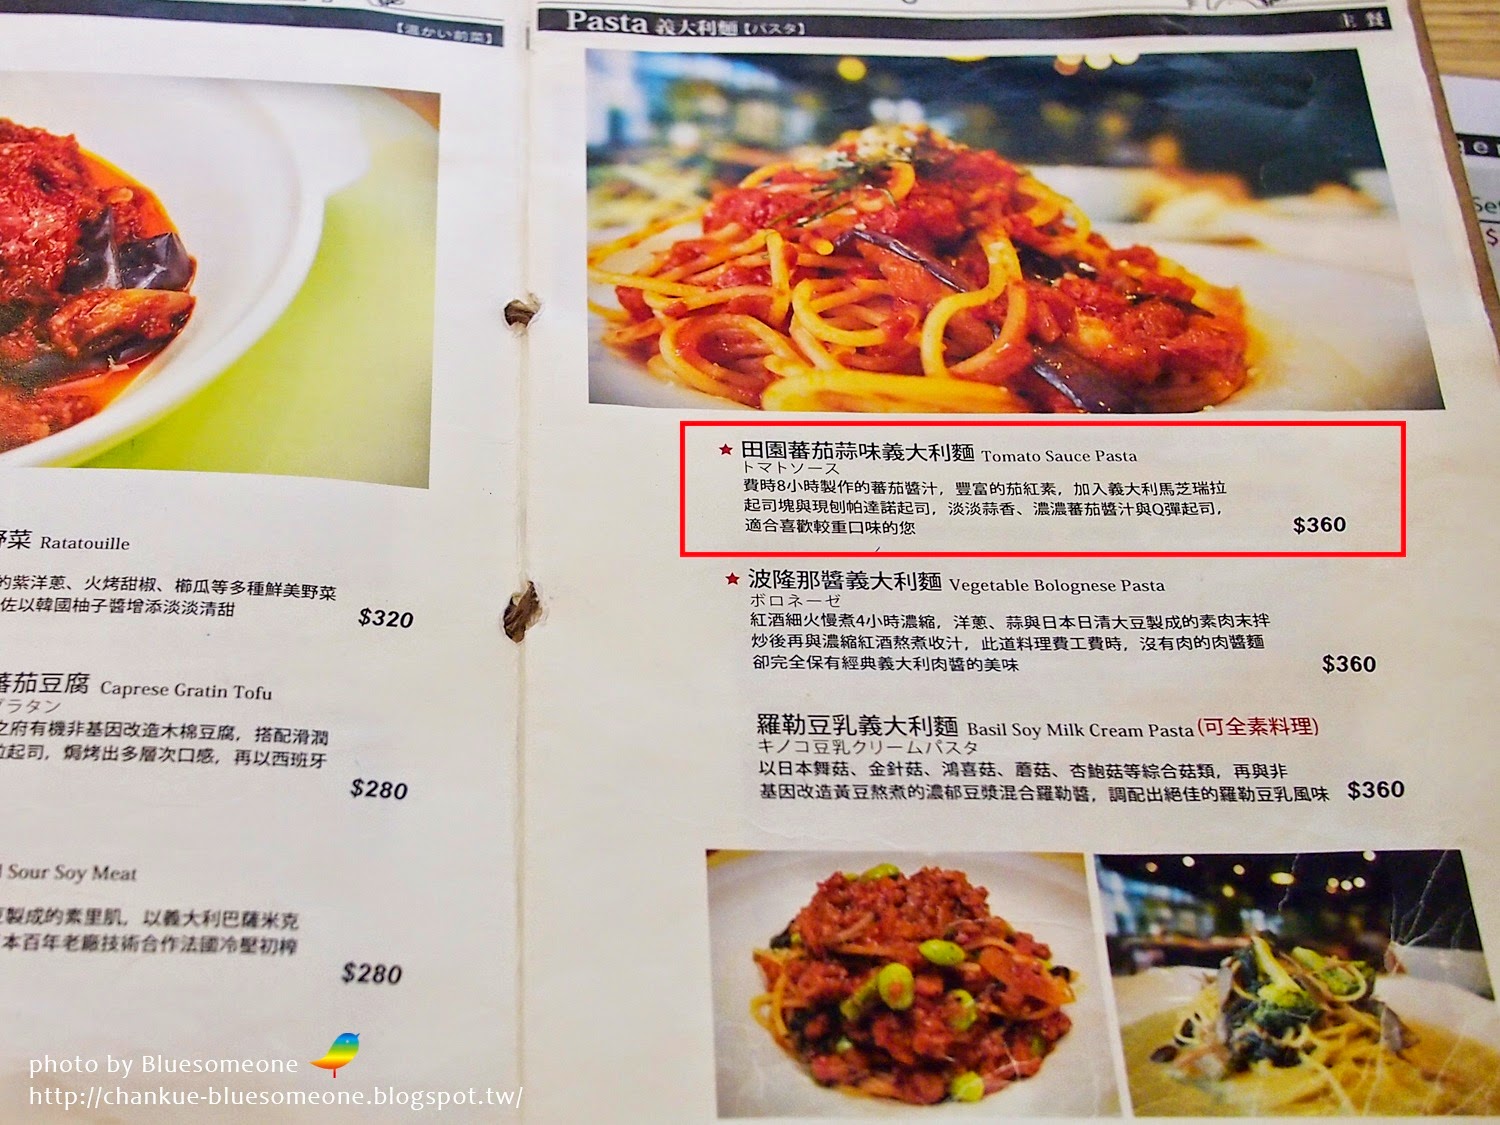 【温かい前菜】
野菜 Ratatouille
的紫洋蔥、火烤甜椒、櫛瓜等多種鮮美野菜
佐以韓國柚子醬增添淡淡清甜
$320
蕃茄豆腐 Caprese Gratin Tofu
グラタン
之府有機非基因改造木棉豆腐，搭配滑潤
起司，焗烤出多層次口感，再以西班牙
$280
Sour Soy Meat
製成的素里肌，以義大利巴薩米克
本百年老廠技術合作法國冷壓初榨
$280
Pasta 義大利麵【パスタ】
主餐
★ 田園蕃茄蒜味義大利麵 Tomato Sauce Pasta
トマトソース
費時8小時製作的蕃茄醬汁，豐富的茄紅素，加入義大利馬芝瑞拉
起司塊與現刨帕達諾起司，淡淡蒜香、濃濃蕃茄醬汁與Q彈起司，
適合喜歡較重口味的您
$360
★ 波隆那醬義大利麵 Vegetable Bolognese Pasta
ボロネーゼ
紅酒細火慢煮4小時濃縮，洋蔥、蒜與日本日清大豆製成的素肉末拌
炒後再與濃縮紅酒熬煮收汁，此道料理費工費時，沒有肉的肉醬麵
卻完全保有經典義大利肉醬的美味
$360
羅勒豆乳義大利麵 Basil Soy Milk Cream Pasta (可全素料理)
キノコ豆乳クリームパスタ
以日本舞菇、金針菇、鴻喜菇、蘑菇、杏鮑菇等綜合菇類，再與非
基因改造黃豆熬煮的濃郁豆漿混合羅勒醬，調配出絕佳的羅勒豆乳風味
$360
photo by Bluesomeone
http://chankue-bluesomeone.blogspot.tw/